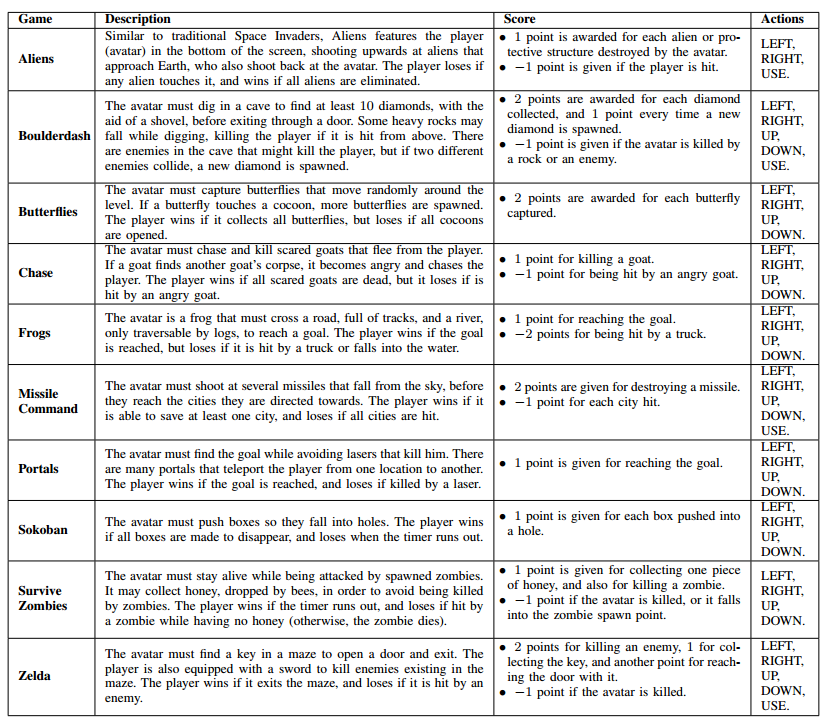 Game Description Score Actions
Aliens
Similar to traditional Space Invaders, Aliens features the player
(avatar) in the bottom of the screen, shooting upwards at aliens that
approach Earth, who also shoot back at the avatar. The player loses if
any alien touches it, and wins if all aliens are eliminated.
• 1 point is awarded for each alien or pro-
tective structure destroyed by the avatar.
• −1 point is given if the player is hit.
LEFT,
RIGHT,
USE.
Boulderdash
The avatar must dig in a cave to find at least 10 diamonds, with the
aid of a shovel, before exiting through a door. Some heavy rocks may
fall while digging, killing the player if it is hit from above. There
are enemies in the cave that might kill the player, but if two different
enemies collide, a new diamond is spawned.
• 2 points are awarded for each diamond
collected, and 1 point every time a new
diamond is spawned.
• −1 point is given if the avatar is killed by
a rock or an enemy.
LEFT,
RIGHT,
UP,
DOWN,
USE.
Butterflies
The avatar must capture butterflies that move randomly around the
level. If a butterfly touches a cocoon, more butterflies are spawned.
The player wins if it collects all butterflies, but loses if all cocoons
are opened.
• 2 points are awarded for each butterfly
captured.
LEFT,
RIGHT,
UP,
DOWN.
Chase
The avatar must chase and kill scared goats that flee from the player.
If a goat finds another goat's corpse, it becomes angry and chases the
player. The player wins if all scared goats are dead, but it loses if is
hit by an angry goat.
• 1 point for killing a goat.
• −1 point for being hit by an angry goat.
LEFT,
RIGHT,
UP,
DOWN.
Frogs
The avatar is a frog that must cross a road, full of tracks, and a river,
only traversable by logs, to reach a goal. The player wins if the goal
is reached, but loses if it is hit by a truck or falls into the water.
• 1 point for reaching the goal.
• −2 points for being hit by a truck.
LEFT,
RIGHT,
UP,
DOWN.
Missile
Command
The avatar must shoot at several missiles that fall from the sky, before
they reach the cities they are directed towards. The player wins if it
is able to save at least one city, and loses if all cities are hit.
• 2 points are given for destroying a missile.
• −1 point for each city hit.
LEFT,
RIGHT,
UP,
DOWN,
USE.
Portals
The avatar must find the goal while avoiding lasers that kill him. There
are many portals that teleport the player from one location to another.
The player wins if the goal is reached, and loses if killed by a laser.
• 1 point is given for reaching the goal.
LEFT,
RIGHT,
UP,
DOWN.
Sokoban
The avatar must push boxes so they fall into holes. The player wins
if all boxes are made to disappear, and loses when the timer runs out.
• 1 point is given for each box pushed into
a hole.
LEFT,
RIGHT,
UP,
DOWN.
Survive
Zombies
The avatar must stay alive while being attacked by spawned zombies.
It may collect honey, dropped by bees, in order to avoid being killed
by zombies. The player wins if the timer runs out, and loses if hit by
a zombie while having no honey (otherwise, the zombie dies).
• 1 point is given for collecting one piece
of honey, and also for killing a zombie.
• −1 point if the avatar is killed, or it falls
into the zombie spawn point.
LEFT,
RIGHT,
UP,
DOWN.
Zelda
The avatar must find a key in a maze to open a door and exit. The
player is also equipped with a sword to kill enemies existing in the
maze. The player wins if it exits the maze, and loses if it is hit by an
enemy.
• 2 points for killing an enemy, 1 for col-
lecting the key, and another point for reach-
ing the door with it.
• −1 point if the avatar is killed.
LEFT,
RIGHT,
UP,
DOWN,
USE.